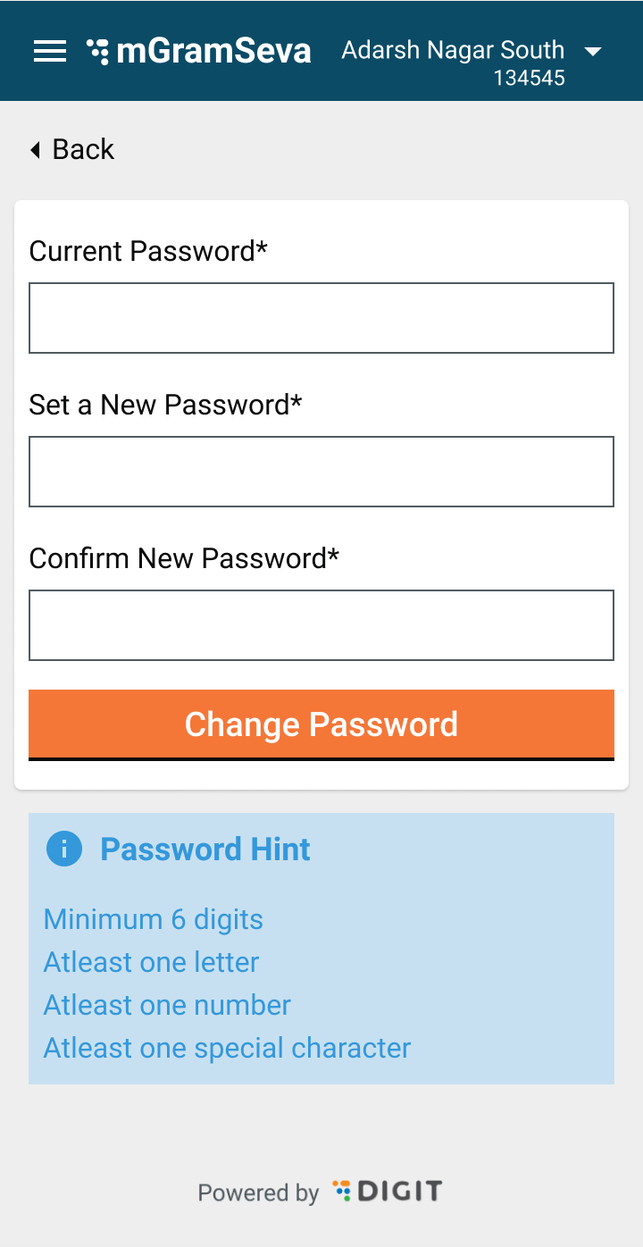 mGramSeva
Adarsh Nagar South
134545
Back
Current Password*
Set a New Password*
Confirm New Password*
Change Password
Password Hint
Minimum 6 digits
Atleast one letter
Atleast one number
Atleast one special character
Powered by DIGIT